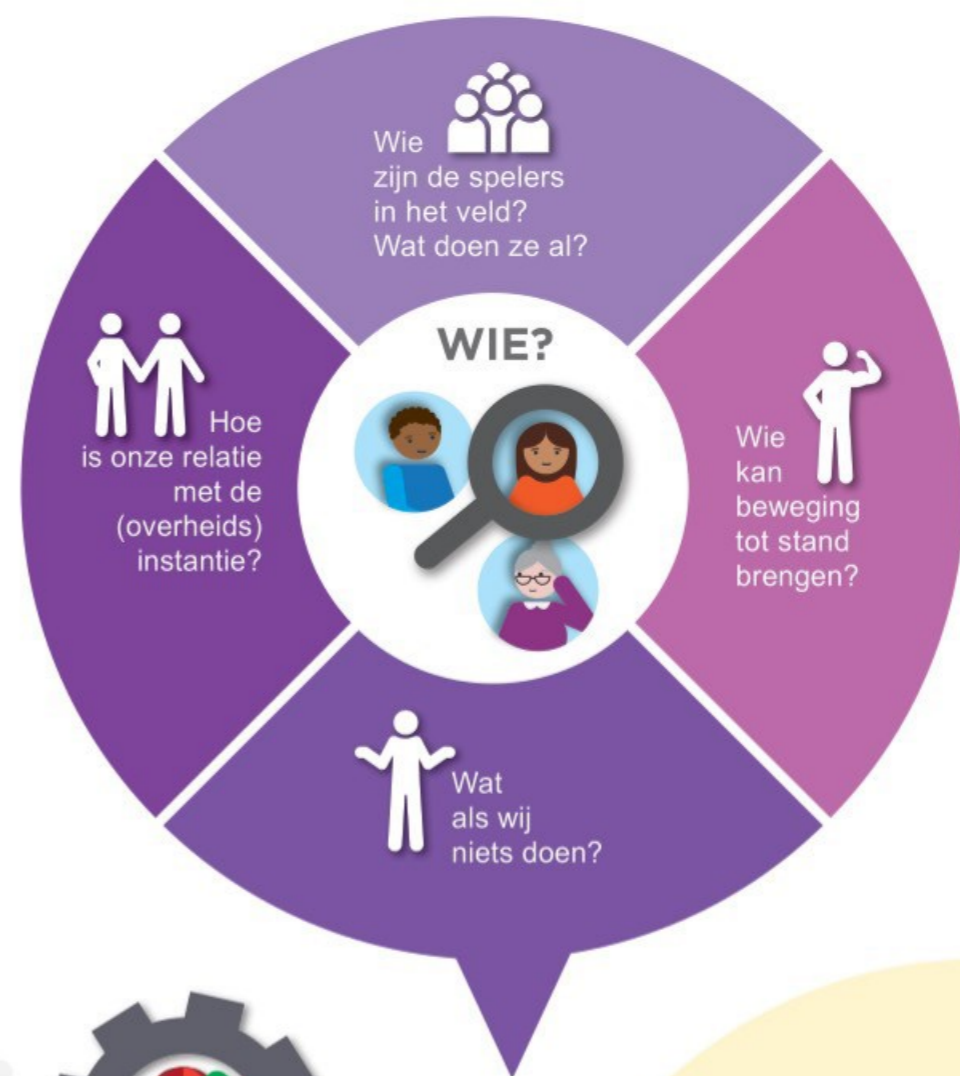 Wie
zijn de spelers
in het veld?
Wat doen ze al?
WIE?
Hoe
is onze relatie
met de
(overheids)
instantie?
Wie
kan
beweging
tot stand
brengen?
Wat
als wij
niets doen?